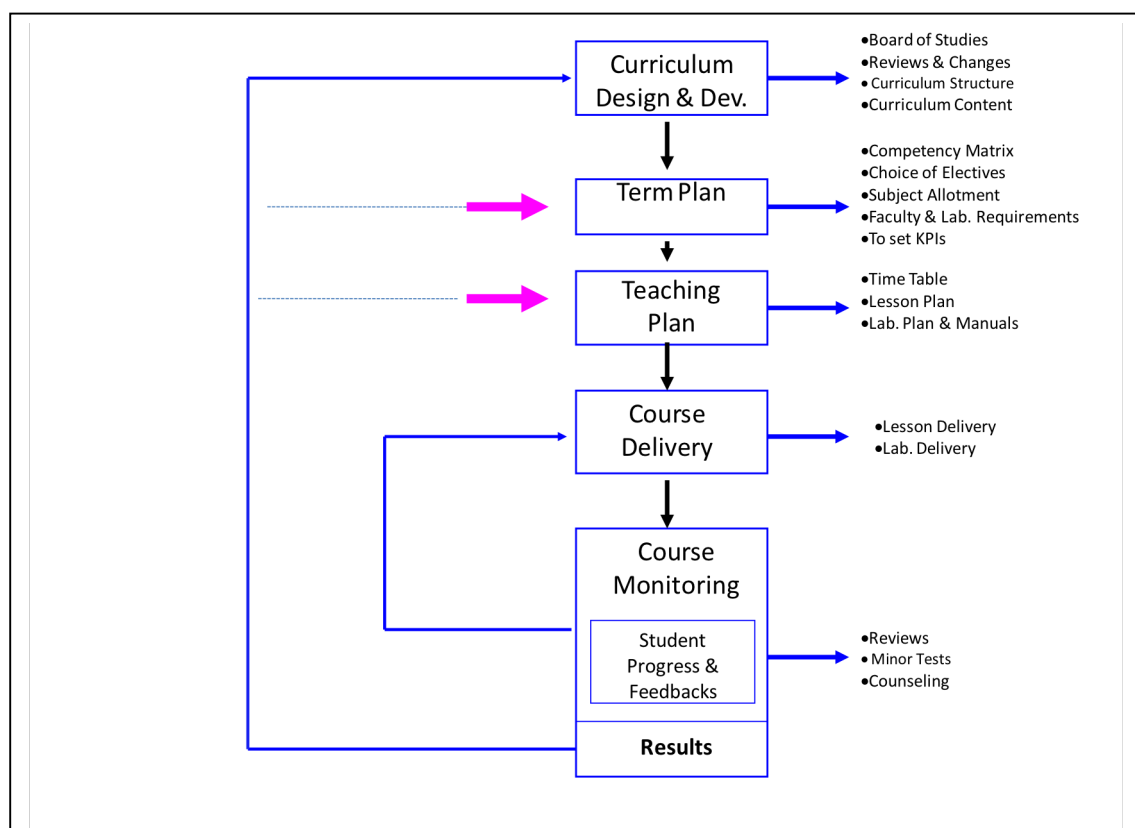 Curriculum
Design & Dev.
•Board of Studies
•Reviews & Changes
• Curriculum Structure
•Curriculum Content
Term Plan
•Competency Matrix
•Choice of Electives
•Subject Allotment
•Faculty & Lab. Requirements
•To set KPIs
Teaching
Plan
•Time Table
•Lesson Plan
•Lab. Plan & Manuals
Course
Delivery
•Lesson Delivery
•Lab. Delivery
Course
Monitoring
Student
Progress &
Feedbacks
•Reviews
• Minor Tests
•Counseling
Results